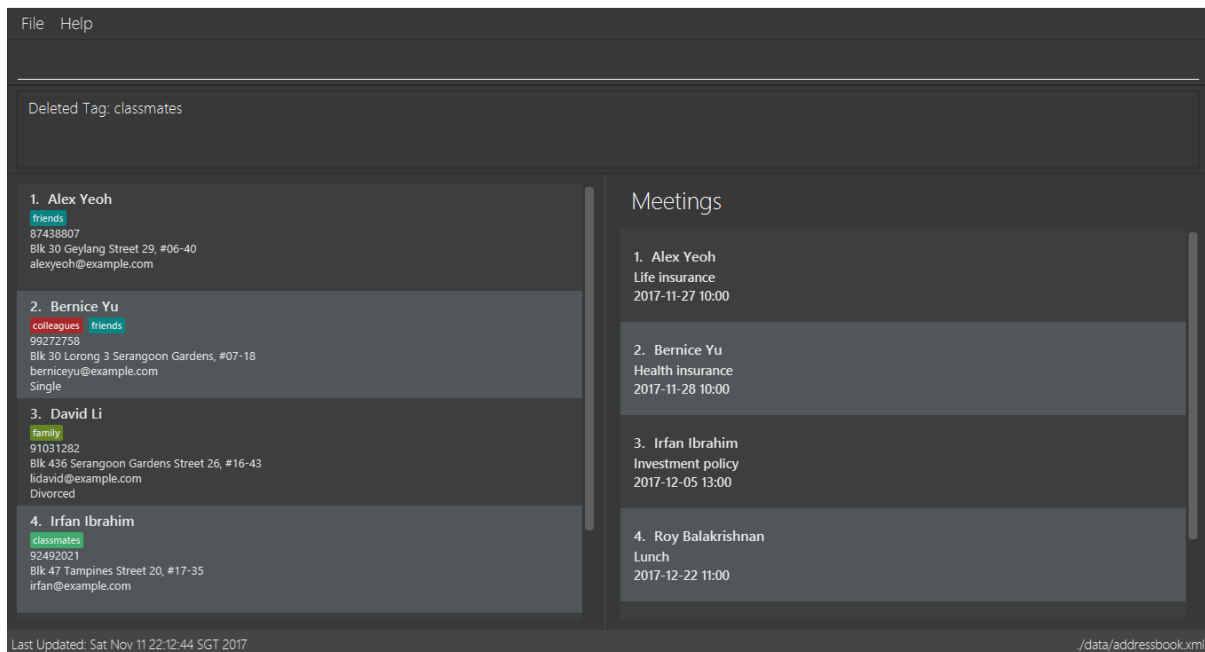 File Help
Deleted Tag: classmates
1. Alex Yeoh
friends
87438807
Blk 30 Geylang Street 29, #06-40
alexyeoh@example.com
2. Bernice Yu
colleagues friends
99272758
Blk 30 Lorong 3 Serangoon Gardens, #07-18
berniceyu@example.com
Single
3. David Li
family
91031282
Blk 436 Serangoon Gardens Street 26, #16-43
lidavid@example.com
Divorced
4. Irfan Ibrahim
classmates
92492021
Blk 47 Tampines Street 20, #17-35
irfan@example.com
Meetings
1. Alex Yeoh
Life insurance
2017-11-27 10:00
2. Bernice Yu
Health insurance
2017-11-28 10:00
3. Irfan Ibrahim
Investment policy
2017-12-05 13:00
4. Roy Balakrishnan
Lunch
2017-12-22 11:00
Last Updated: Sat Nov 11 22:12:44 SGT 2017
./data/addressbook.xml